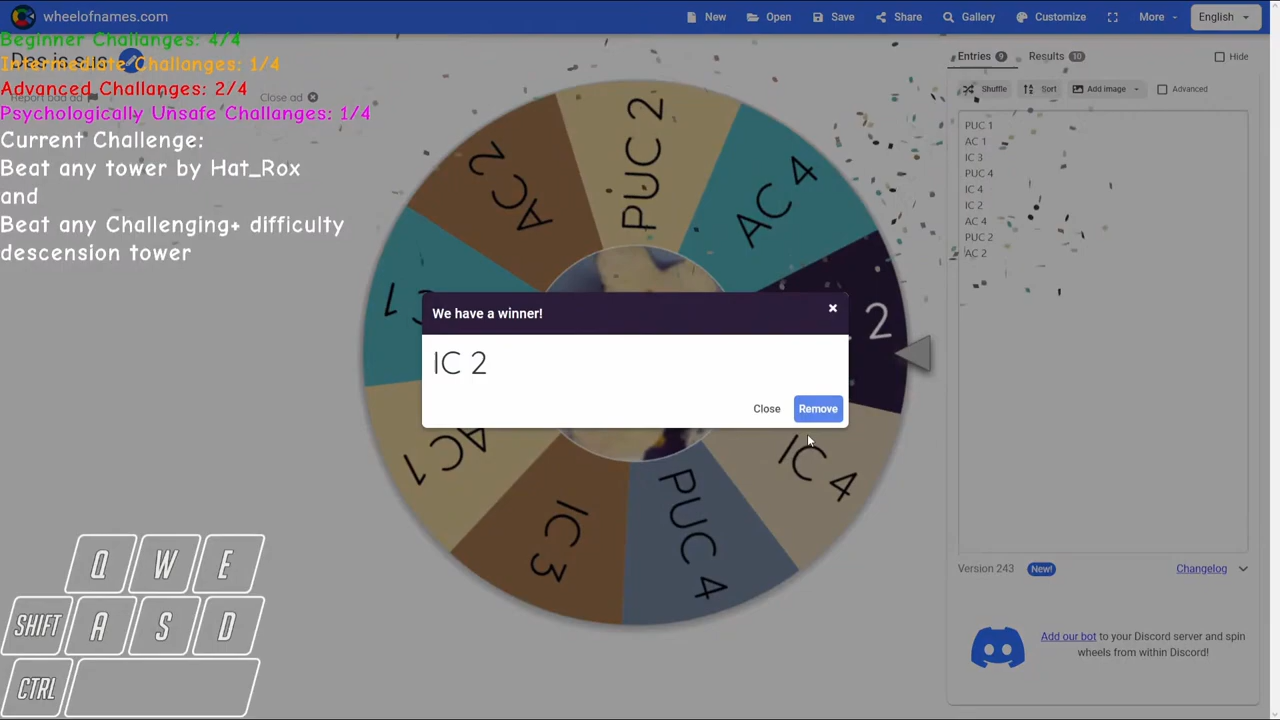 wheelofnames.com
New
Open
Save
Share
Gallery
Customize
More
English
Beginner Challanges: 4/4
Intermediate Challanges: 1/4
Advanced Challanges: 2/4
Report bad ad
Close ad
Psychologically Unsafe Challanges: 1/4
Current Challenge:
Beat any tower by Hat_Rox
and
Beat any Challenging+ difficulty
descension tower
Entries 9
Results 10
Hide
Shuffle
Sort
Add image
Advanced
PUC 1
AC 1
IC 3
PUC 4
IC 4
IC 2
AC 4
PUC 2
AC 2
PUC 2
AC 4
2
IC 4
PUC 4
IC 3
AC 1
C 1
AC 2
We have a winner!
IC 2
Close
Remove
Version 243
New!
Changelog
Add our bot to your Discord server and spin
wheels from within Discord!
Q
W
E
SHIFT
A
S
D
CTRL